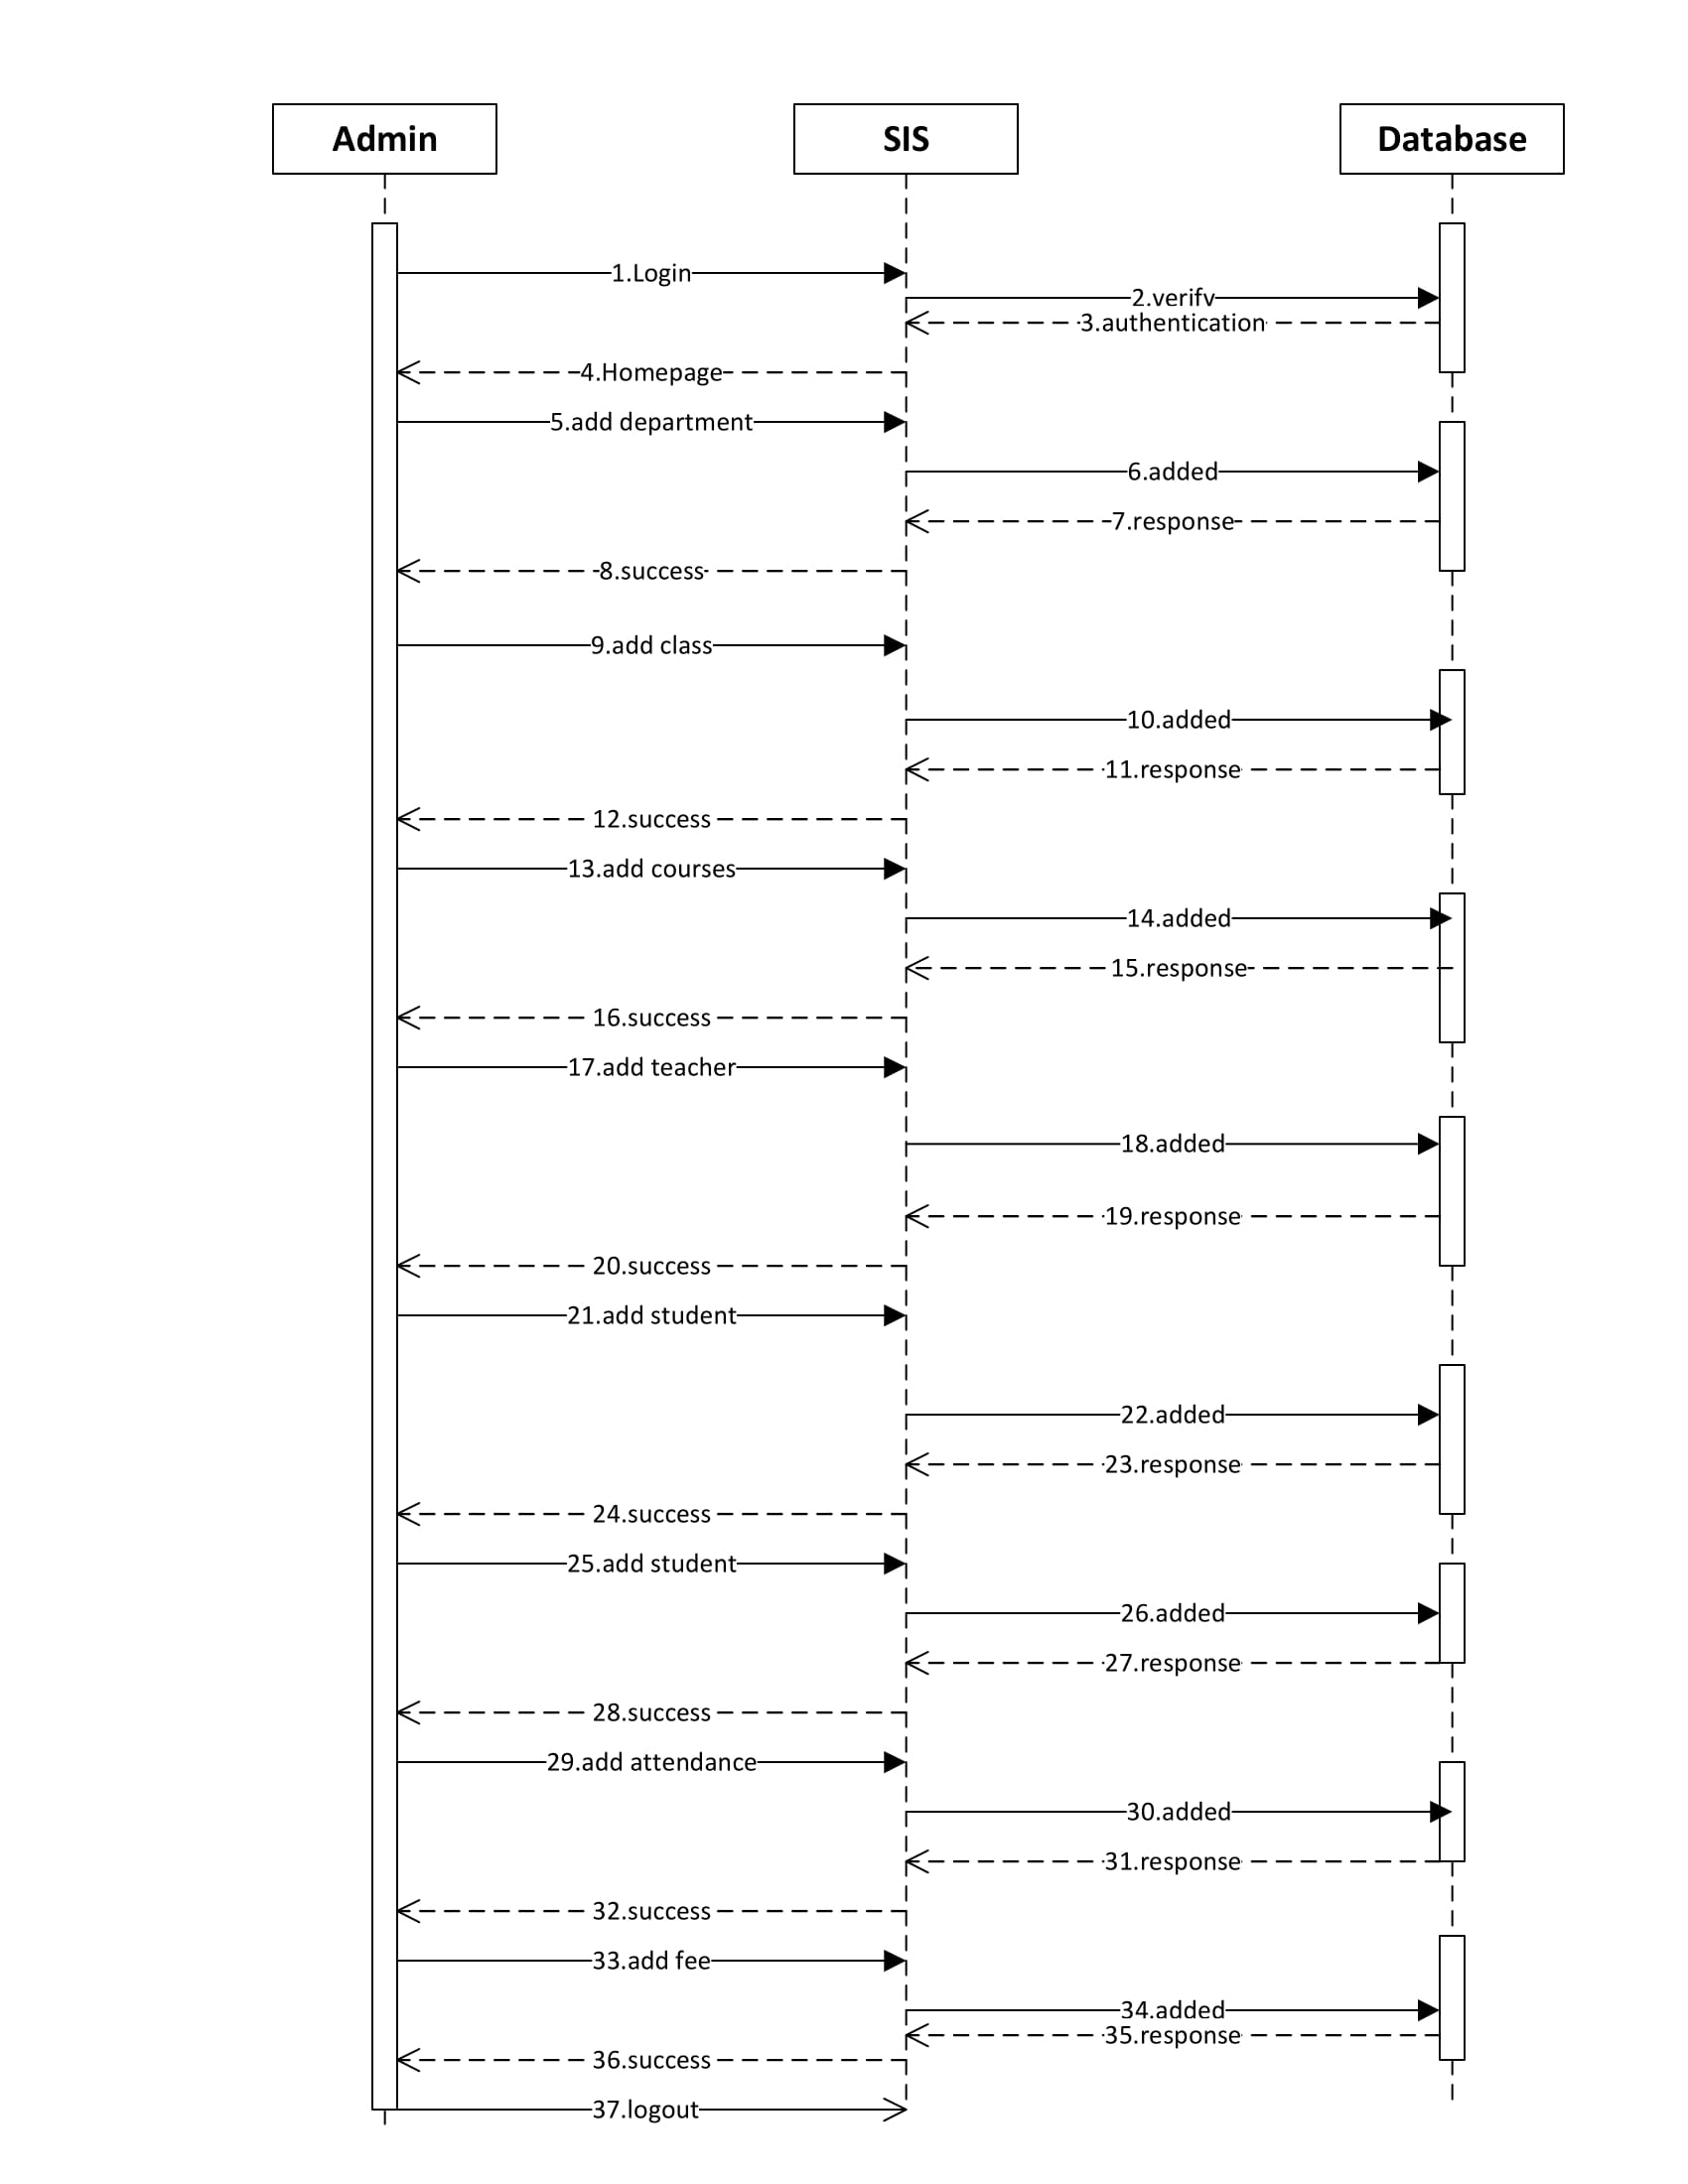 Admin
SIS
Database
1.Login
2.verify
3.authentication
4.Homepage
5.add department
6.added
7.response
8.success
9.add class
10.added
11.response
12.success
13.add courses
14.added
15.response
16.success
17.add teacher
18.added
19.response
20.success
21.add student
22.added
23.response
24.success
25.add student
26.added
27.response
28.success
29.add attendance
30.added
31.response
32.success
33.add fee
34.added
35.response
36.success
37.logout